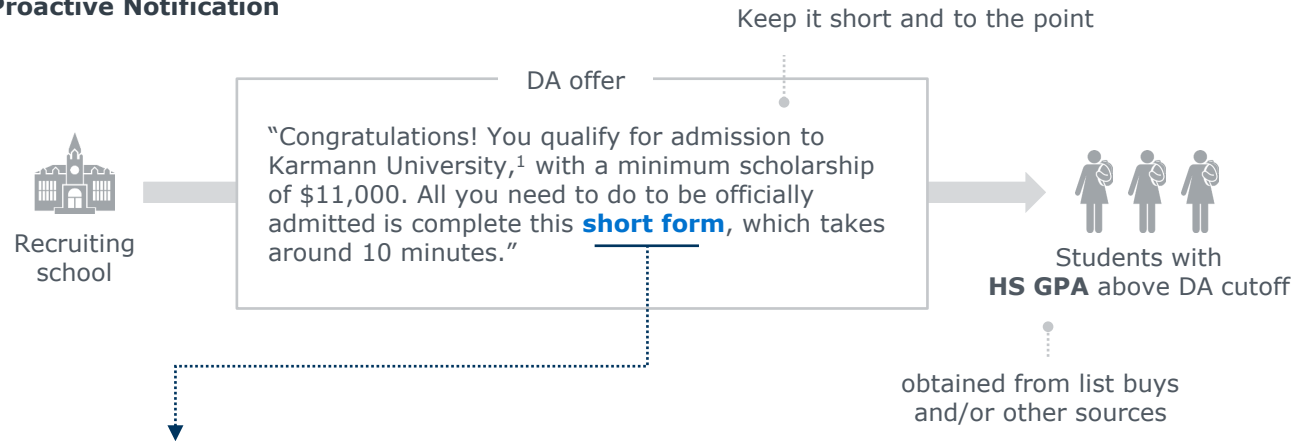 Proactive Notification
Keep it short and to the point
DA offer
“Congratulations! You qualify for admission to
Karmann University,¹ with a minimum scholarship
of $11,000. All you need to do to be officially
admitted is complete this short form, which takes
around 10 minutes.”
Recruiting
school
Students with
HS GPA above DA cutoff
obtained from list buys
and/or other sources